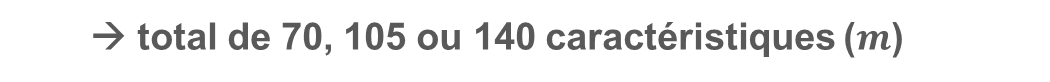 → total de 70, 105 ou 140 caractéristiques (𝒎)